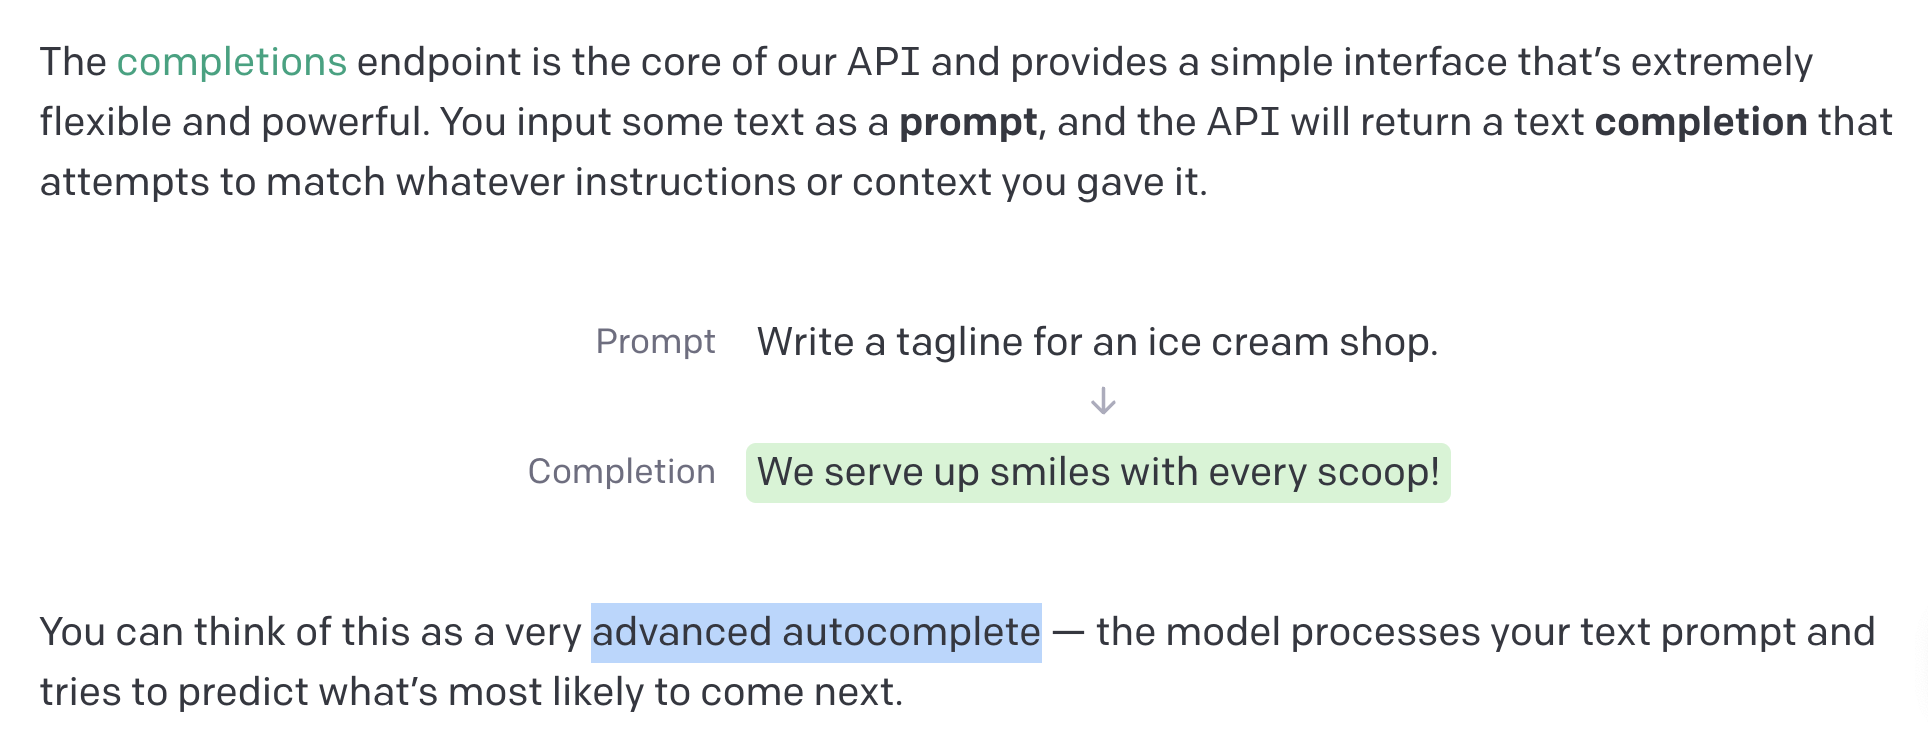 The completions endpoint is the core of our API and provides a simple interface that’s extremely
flexible and powerful. You input some text as a prompt, and the API will return a text completion that
attempts to match whatever instructions or context you gave it.
Prompt Write a tagline for an ice cream shop.
↓
Completion We serve up smiles with every scoop!
You can think of this as a very advanced autocomplete — the model processes your text prompt and
tries to predict what’s most likely to come next.